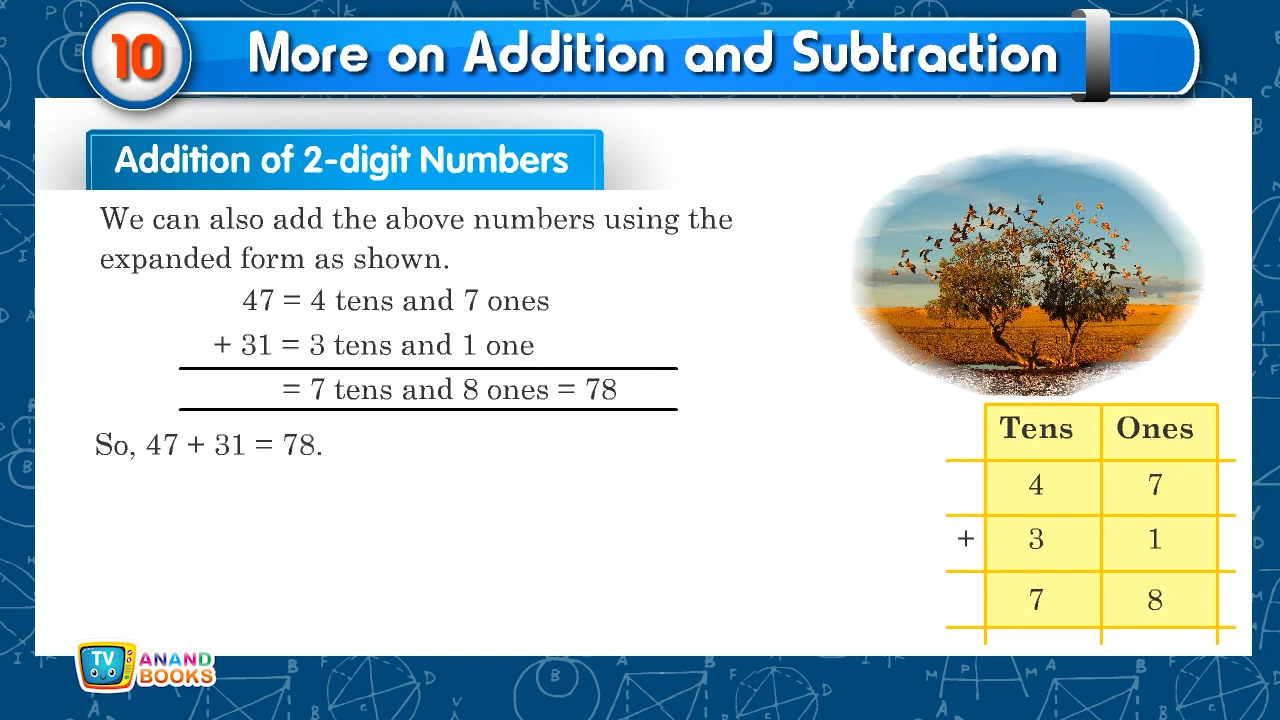 10 More on Addition and Subtraction
Addition of 2-digit Numbers
We can also add the above numbers using the
expanded form as shown.
47 = 4 tens and 7 ones
+ 31 = 3 tens and 1 one
= 7 tens and 8 ones = 78
So, 47 + 31 = 78.
Tens Ones
4 7
+ 3 1
7 8
TV ANAND
BOOKS